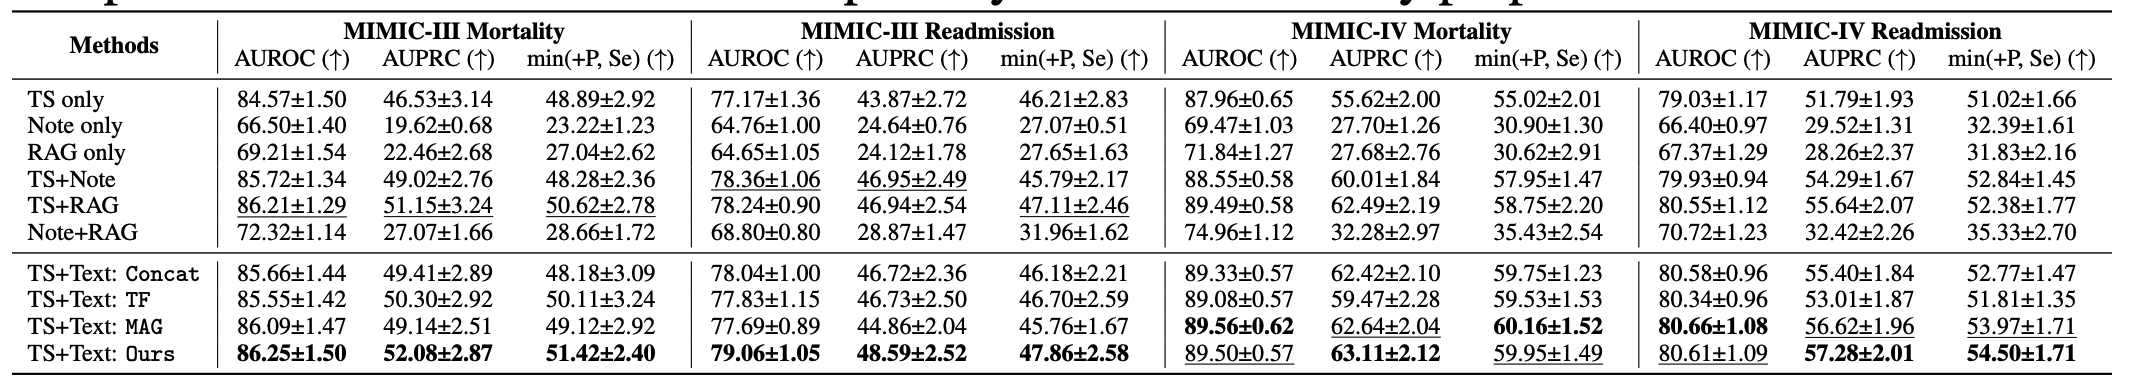 Methods MIMIC-III Mortality MIMIC-III Readmission MIMIC-IV Mortality MIMIC-IV Readmission
AUROC (↑) AUPRC (↑) min(+P, Se) (↑) AUROC (↑) AUPRC (↑) min(+P, Se) (↑) AUROC (↑) AUPRC (↑) min(+P, Se) (↑) AUROC (↑) AUPRC (↑) min(+P, Se) (↑)
TS only 84.57±1.50 46.53±3.14 48.89±2.92 77.17±1.36 43.87±2.72 46.21±2.83 87.96±0.65 55.62±2.00 55.02±2.01 79.03±1.17 51.79±1.93 51.02±1.66
Note only 66.50±1.40 19.62±0.68 23.22±1.23 64.76±1.00 24.64±0.76 27.07±0.51 69.47±1.03 27.70±1.26 30.90±1.30 66.40±0.97 29.52±1.31 32.39±1.61
RAG only 69.21±1.54 22.46±2.68 27.04±2.62 64.65±1.05 24.12±1.78 27.65±1.63 71.84±1.27 27.68±2.76 30.62±2.91 67.37±1.29 28.26±2.37 31.83±2.16
TS+Note 85.72±1.34 49.02±2.76 48.28±2.36 78.36±1.06 46.95±2.49 45.79±2.17 88.55±0.58 60.01±1.84 57.95±1.47 79.93±0.94 54.29±1.67 52.84±1.45
TS+RAG 86.21±1.29 51.15±3.24 50.62±2.78 78.24±0.90 46.94±2.54 47.11±2.46 89.49±0.58 62.49±2.19 58.75±2.20 80.55±1.12 55.64±2.07 52.38±1.77
Note+RAG 72.32±1.14 27.07±1.66 28.66±1.72 68.80±0.80 28.87±1.47 31.96±1.62 74.96±1.12 32.28±2.97 35.43±2.54 70.72±1.23 32.42±2.26 35.33±2.70
TS+Text: Concat 85.66±1.44 49.41±2.89 48.18±3.09 78.04±1.00 46.72±2.36 46.18±2.21 89.33±0.57 62.42±2.10 59.75±1.23 80.58±0.96 55.40±1.84 52.77±1.47
TS+Text: TF 85.55±1.42 50.30±2.92 50.11±3.24 77.83±1.15 46.73±2.50 46.70±2.59 89.08±0.57 59.47±2.28 59.53±1.53 80.34±0.96 53.01±1.87 51.81±1.35
TS+Text: MAG 86.09±1.47 49.14±2.51 49.12±2.92 77.69±0.89 44.86±2.04 45.76±1.67 89.56±0.62 62.64±2.04 60.16±1.52 80.66±1.08 56.62±1.96 53.97±1.71
TS+Text: Ours 86.25±1.50 52.08±2.87 51.42±2.40 79.06±1.05 48.59±2.52 47.86±2.58 89.50±0.57 63.11±2.12 59.95±1.49 80.61±1.09 57.28±2.01 54.50±1.71